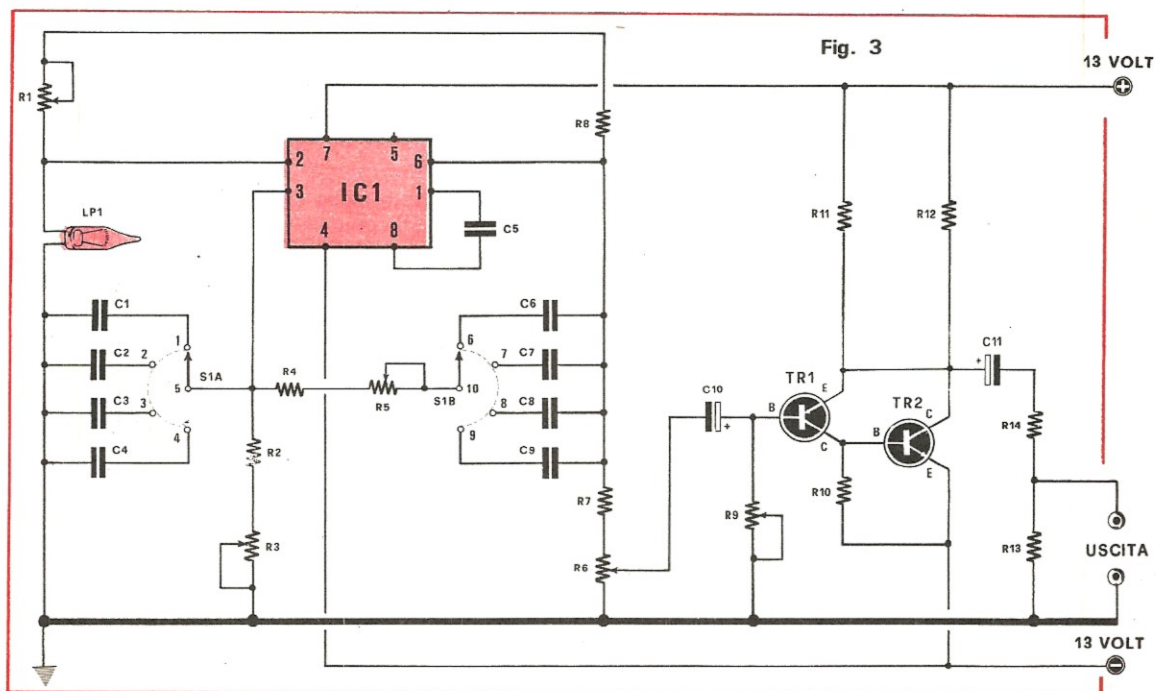 Fig. 3
13 VOLT
+
R1
R8
2
7
5
6
3
IC1
1
4
8
C5
R11
R12
LP1
C1
C6
1
6
C2
2
7
C7
5
S1A
R4
R5
S1B
10
C3
3
8
C8
4
9
C4
C9
R2
R7
R3
R6
C10
+
TR1
E
B
C
TR2
C
B
E
C11
+
R14
R9
R10
R13
USCITA
13 VOLT
−